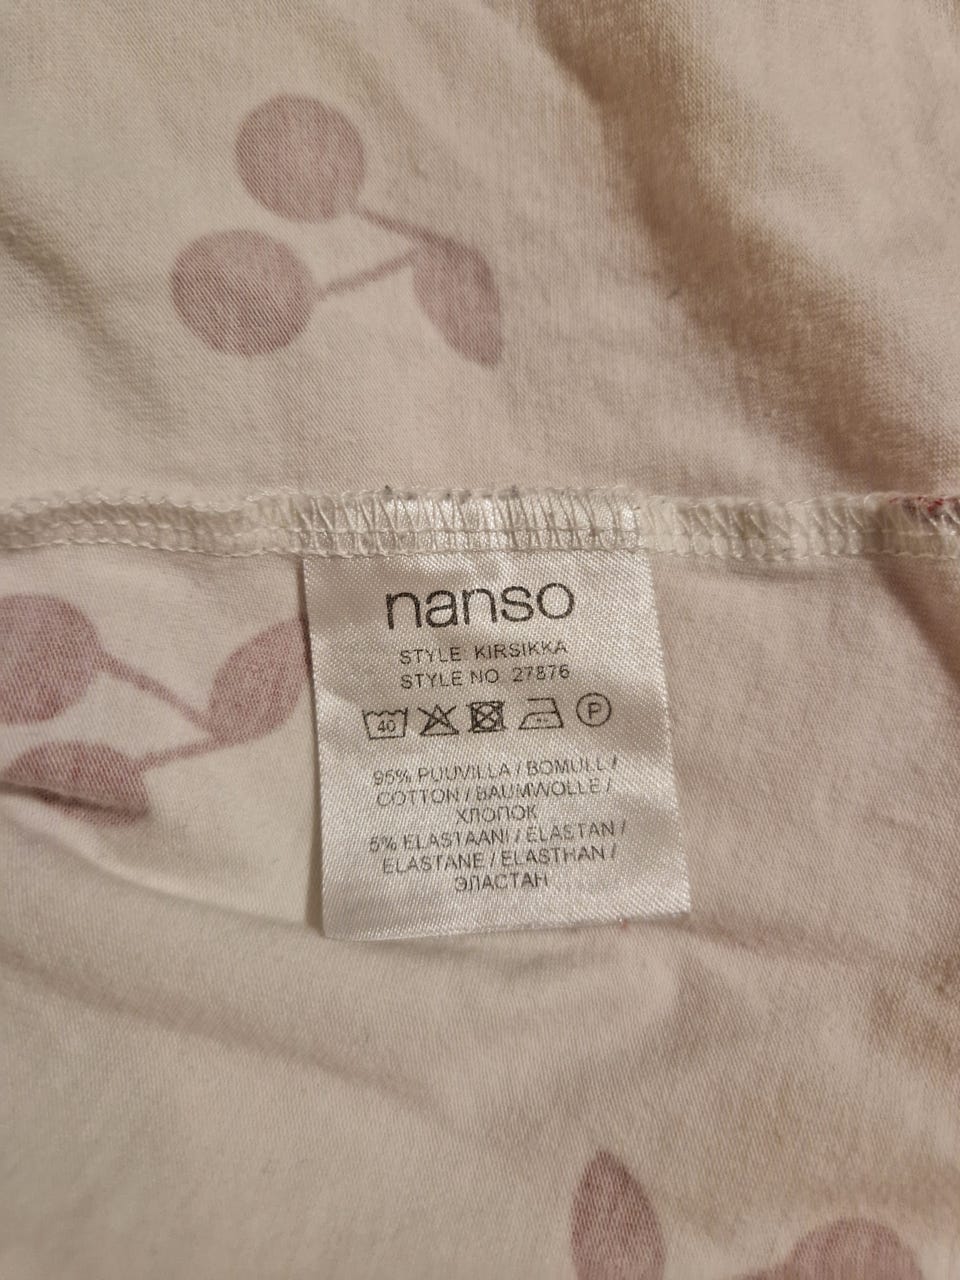 nanso
STYLE KIRSIKKA
STYLE NO 27876
40 P
95% PUUVILLA / BOMULL /
COTTON / BAUMWOLLE /
ХЛОПОК
5% ELASTAANI / ELASTAN /
ELASTANE / ELASTHAN /
ЭЛАСТАН